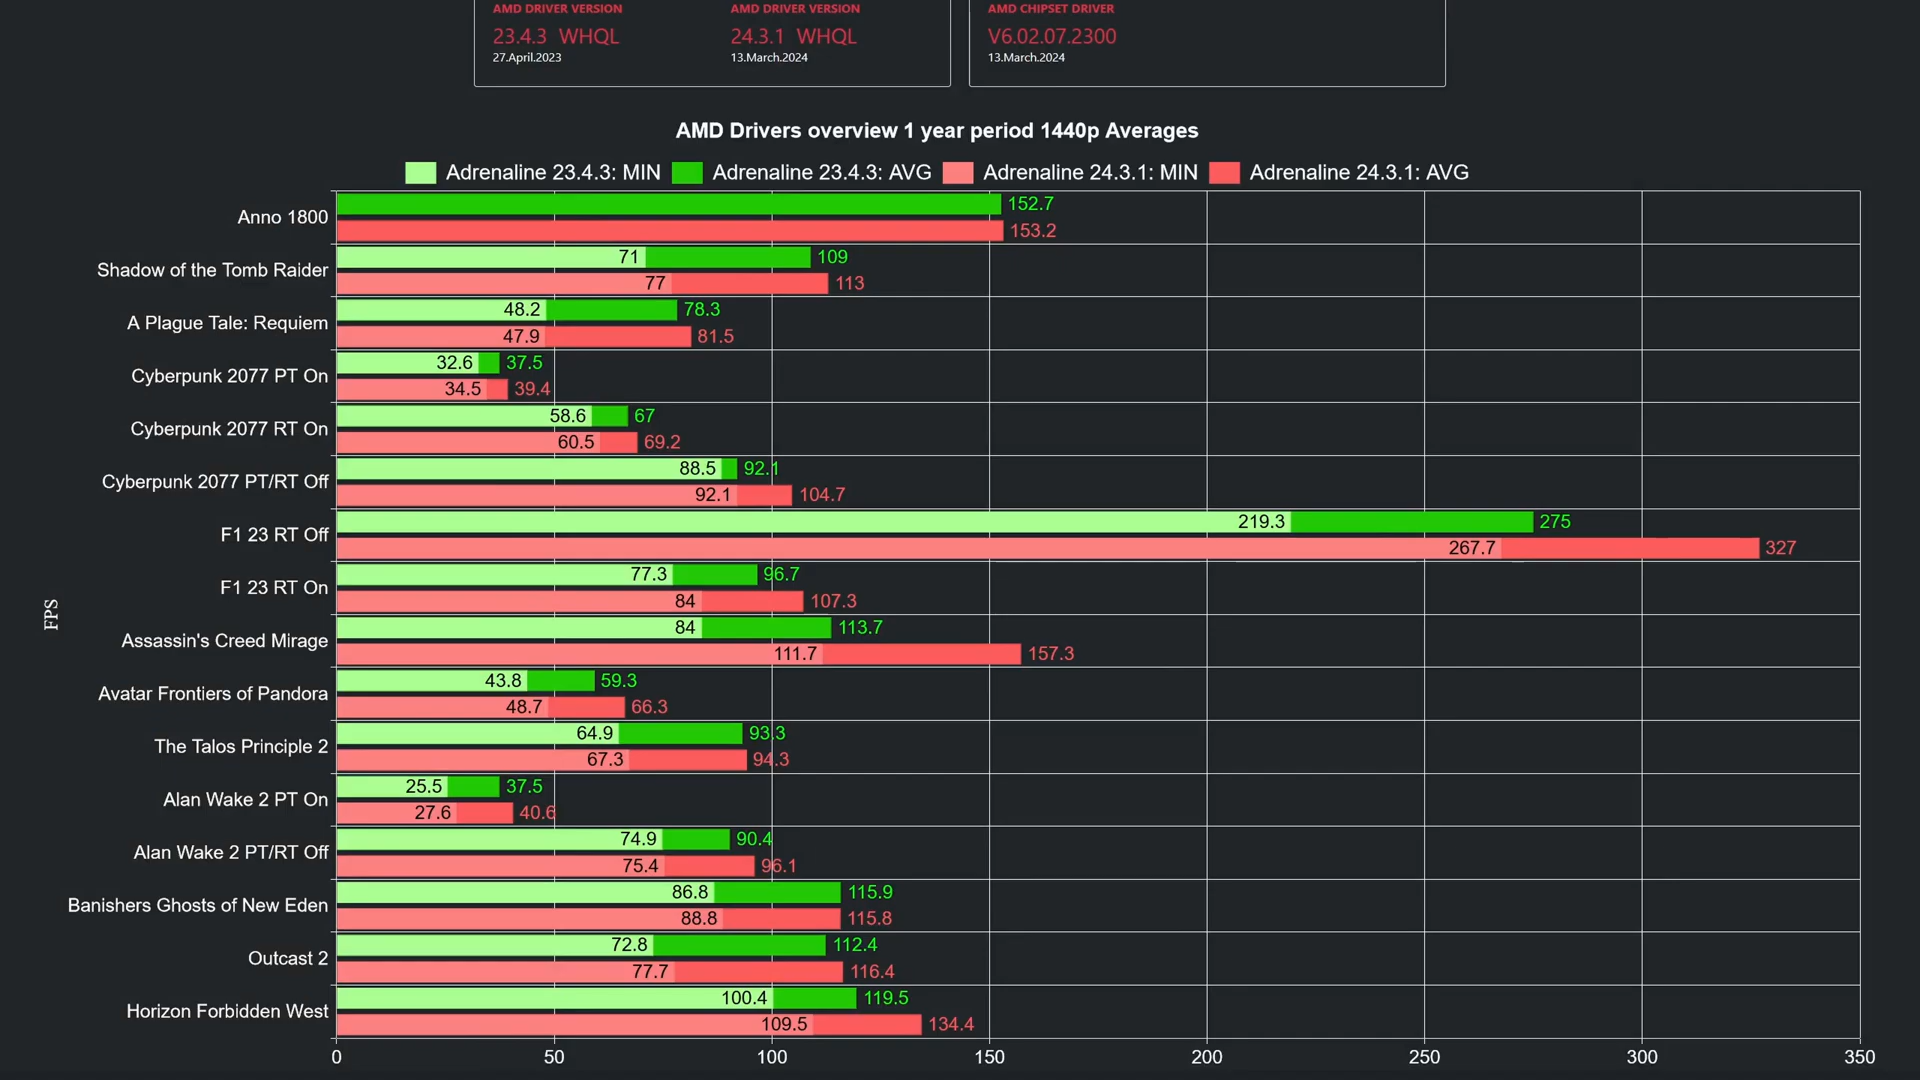 AMD DRIVER VERSION
AMD DRIVER VERSION
AMD CHIPSET DRIVER
23.4.3 WHQL
24.3.1 WHQL
V6.02.07.2300
27.April.2023
13.March.2024
13.March.2024
AMD Drivers overview 1 year period 1440p Averages
Adrenaline 23.4.3: MIN
Adrenaline 23.4.3: AVG
Adrenaline 24.3.1: MIN
Adrenaline 24.3.1: AVG
FPS
Anno 1800
152.7
153.2
Shadow of the Tomb Raider
71
109
77
113
A Plague Tale: Requiem
48.2
78.3
47.9
81.5
Cyberpunk 2077 PT On
32.6
37.5
34.5
39.4
Cyberpunk 2077 RT On
58.6
67
60.5
69.2
Cyberpunk 2077 PT/RT Off
88.5
92.1
92.1
104.7
F1 23 RT Off
219.3
275
267.7
327
F1 23 RT On
77.3
96.7
84
107.3
Assassin's Creed Mirage
84
113.7
111.7
157.3
Avatar Frontiers of Pandora
43.8
59.3
48.7
66.3
The Talos Principle 2
64.9
93.3
67.3
94.3
Alan Wake 2 PT On
25.5
37.5
27.6
40.6
Alan Wake 2 PT/RT Off
74.9
90.4
75.4
96.1
Banishers Ghosts of New Eden
86.8
115.9
88.8
115.8
Outcast 2
72.8
112.4
77.7
116.4
Horizon Forbidden West
100.4
119.5
109.5
134.4
0
50
100
150
200
250
300
350